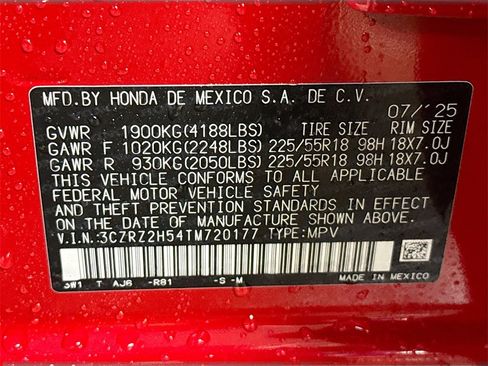 MFD.BY HONDA DE MEXICO S.A. DE C.V.
07/'25
GVWR 1900KG(4188LBS) TIRE SIZE RIM SIZE
GAWR F 1020KG(2248LBS) 225/55R18 98H 18X7.0J
GAWR R 930KG(2050LBS) 225/55R18 98H 18X7.0J
THIS VEHICLE CONFORMS TO ALL APPLICABLE
FEDERAL MOTOR VEHICLE SAFETY
AND THEFT PREVENTION STANDARDS IN EFFECT
ON THE DATE OF MANUFACTURE SHOWN ABOVE.
V.I.N.:3CZRZ2H54TM720177 TYPE:MPV
3W1 T AJ6 -R81 -S -M
MADE IN MEXICO